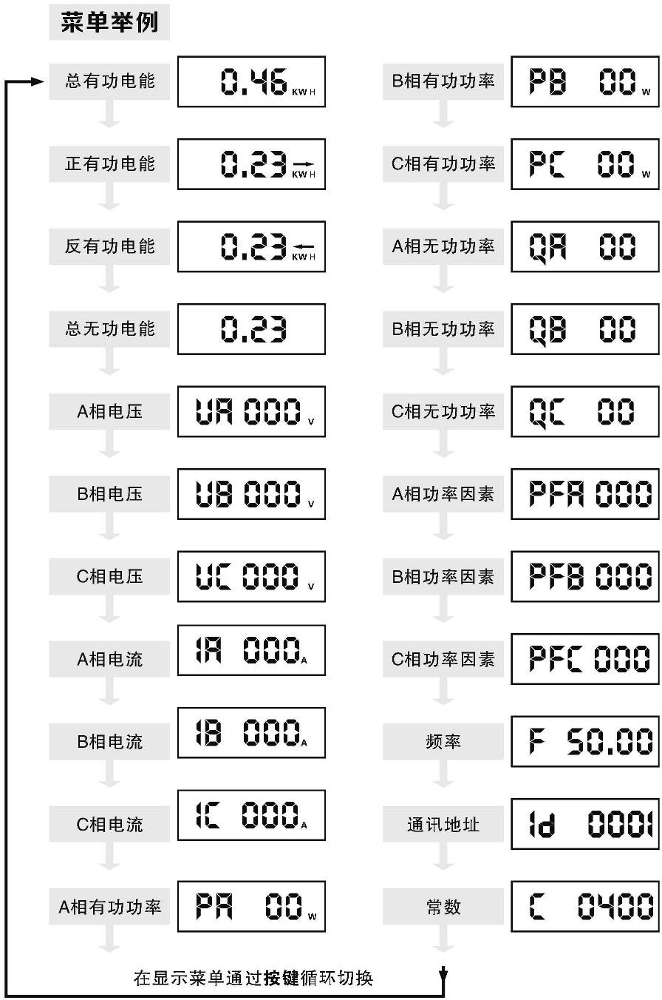 菜单举例
总有功电能
0.46 KWH
正有功电能
0.23 KWH
反有功电能
0.23 KWH
总无功电能
0.23
A相电压
UA 000 V
B相电压
UB 000 V
C相电压
UC 000 V
A相电流
IA 000 A
B相电流
IB 000 A
C相电流
IC 000 A
A相有功功率
PA 00 W
B相有功功率
PB 00 W
C相有功功率
PC 00 W
A相无功功率
QA 00
B相无功功率
QB 00
C相无功功率
QC 00
A相功率因素
PFA 000
B相功率因素
PFB 000
C相功率因素
PFC 000
频率
F 50.00
通讯地址
Id 0001
常数
C 0400
在显示菜单通过按键循环切换